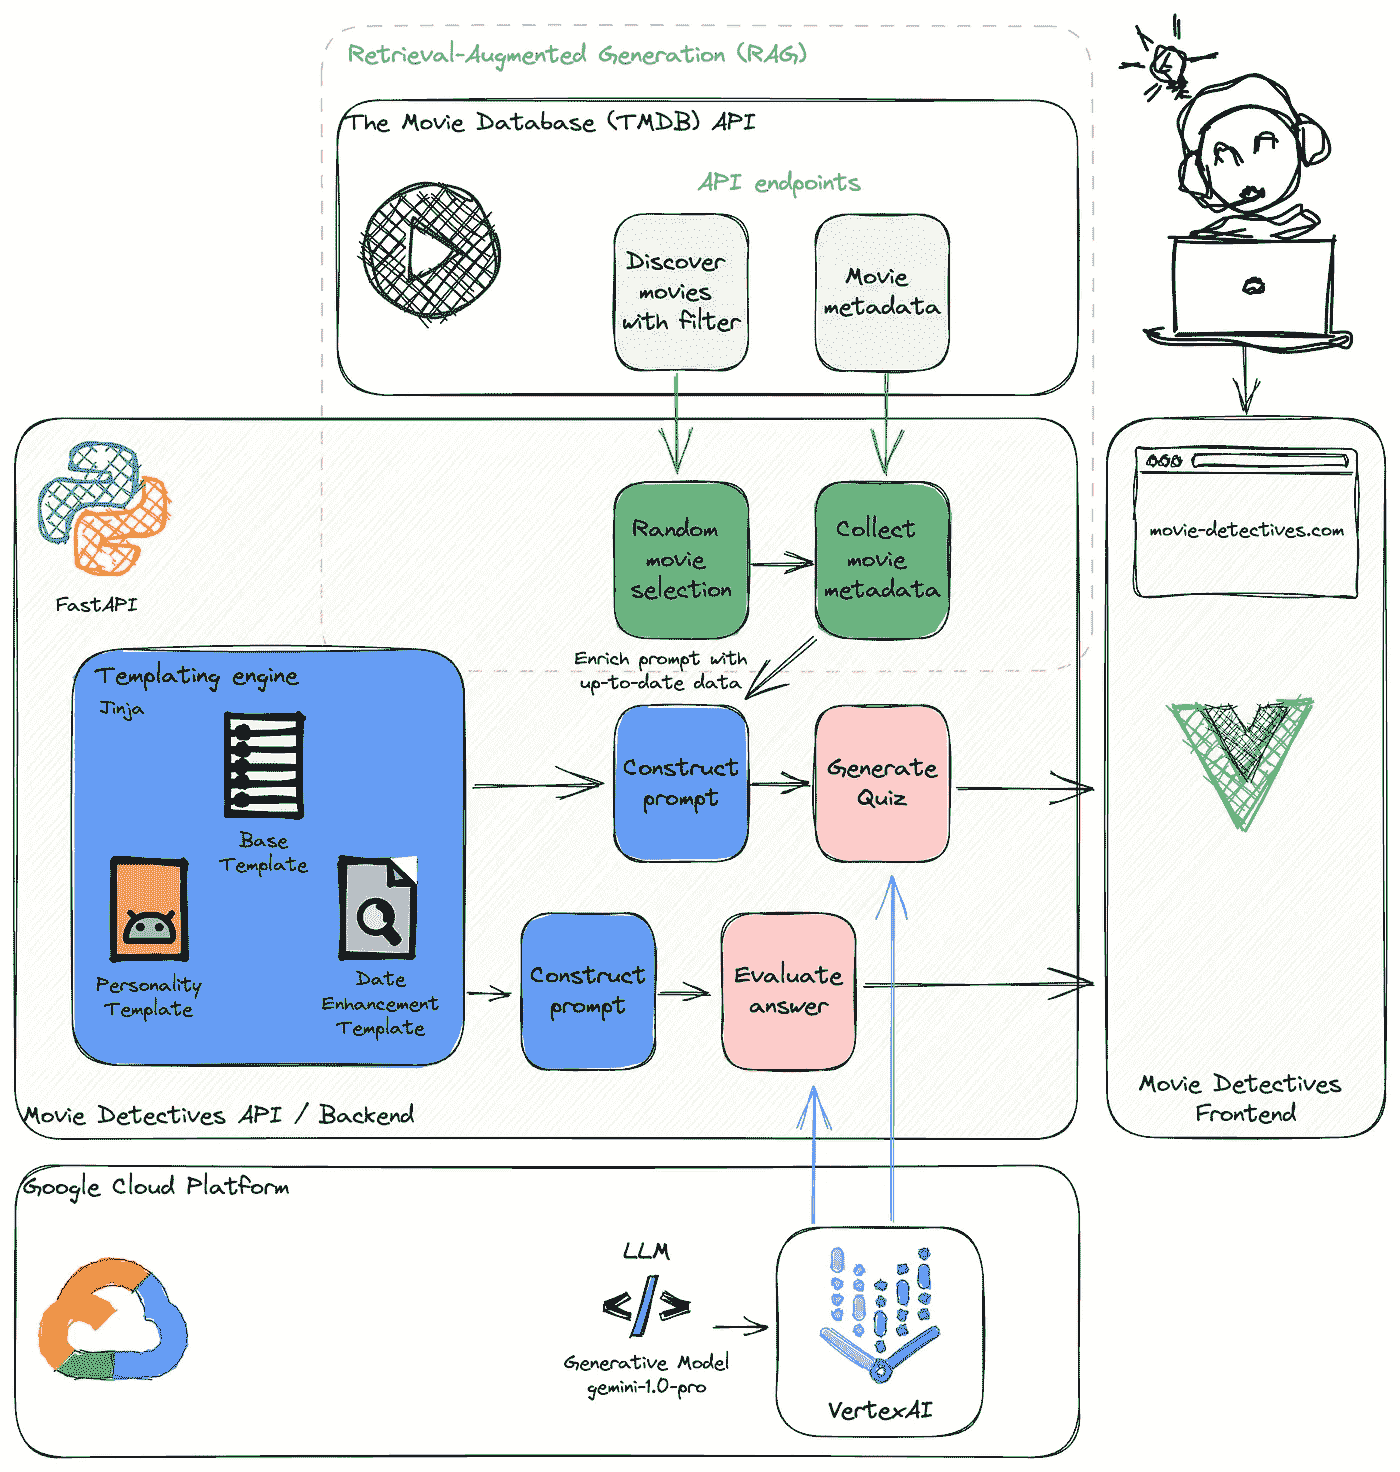 Retrieval-Augmented Generation (RAG)
The Movie Database (TMDB) API
API endpoints
Discover
movies
with filter
Movie
metadata
Random
movie
selection
Collect
movie
metadata
FastAPI
Enrich prompt with
up-to-date data
Templating engine
Jinja
Base
Template
Personality
Template
Date
Enhancement
Template
Construct
prompt
Generate
Quiz
Construct
prompt
Evaluate
answer
Movie Detectives API / Backend
movie-detectives.com
Movie Detectives
Frontend
Google Cloud Platform
LLM
</>
Generative Model
gemini-1.0-pro
VertexAI